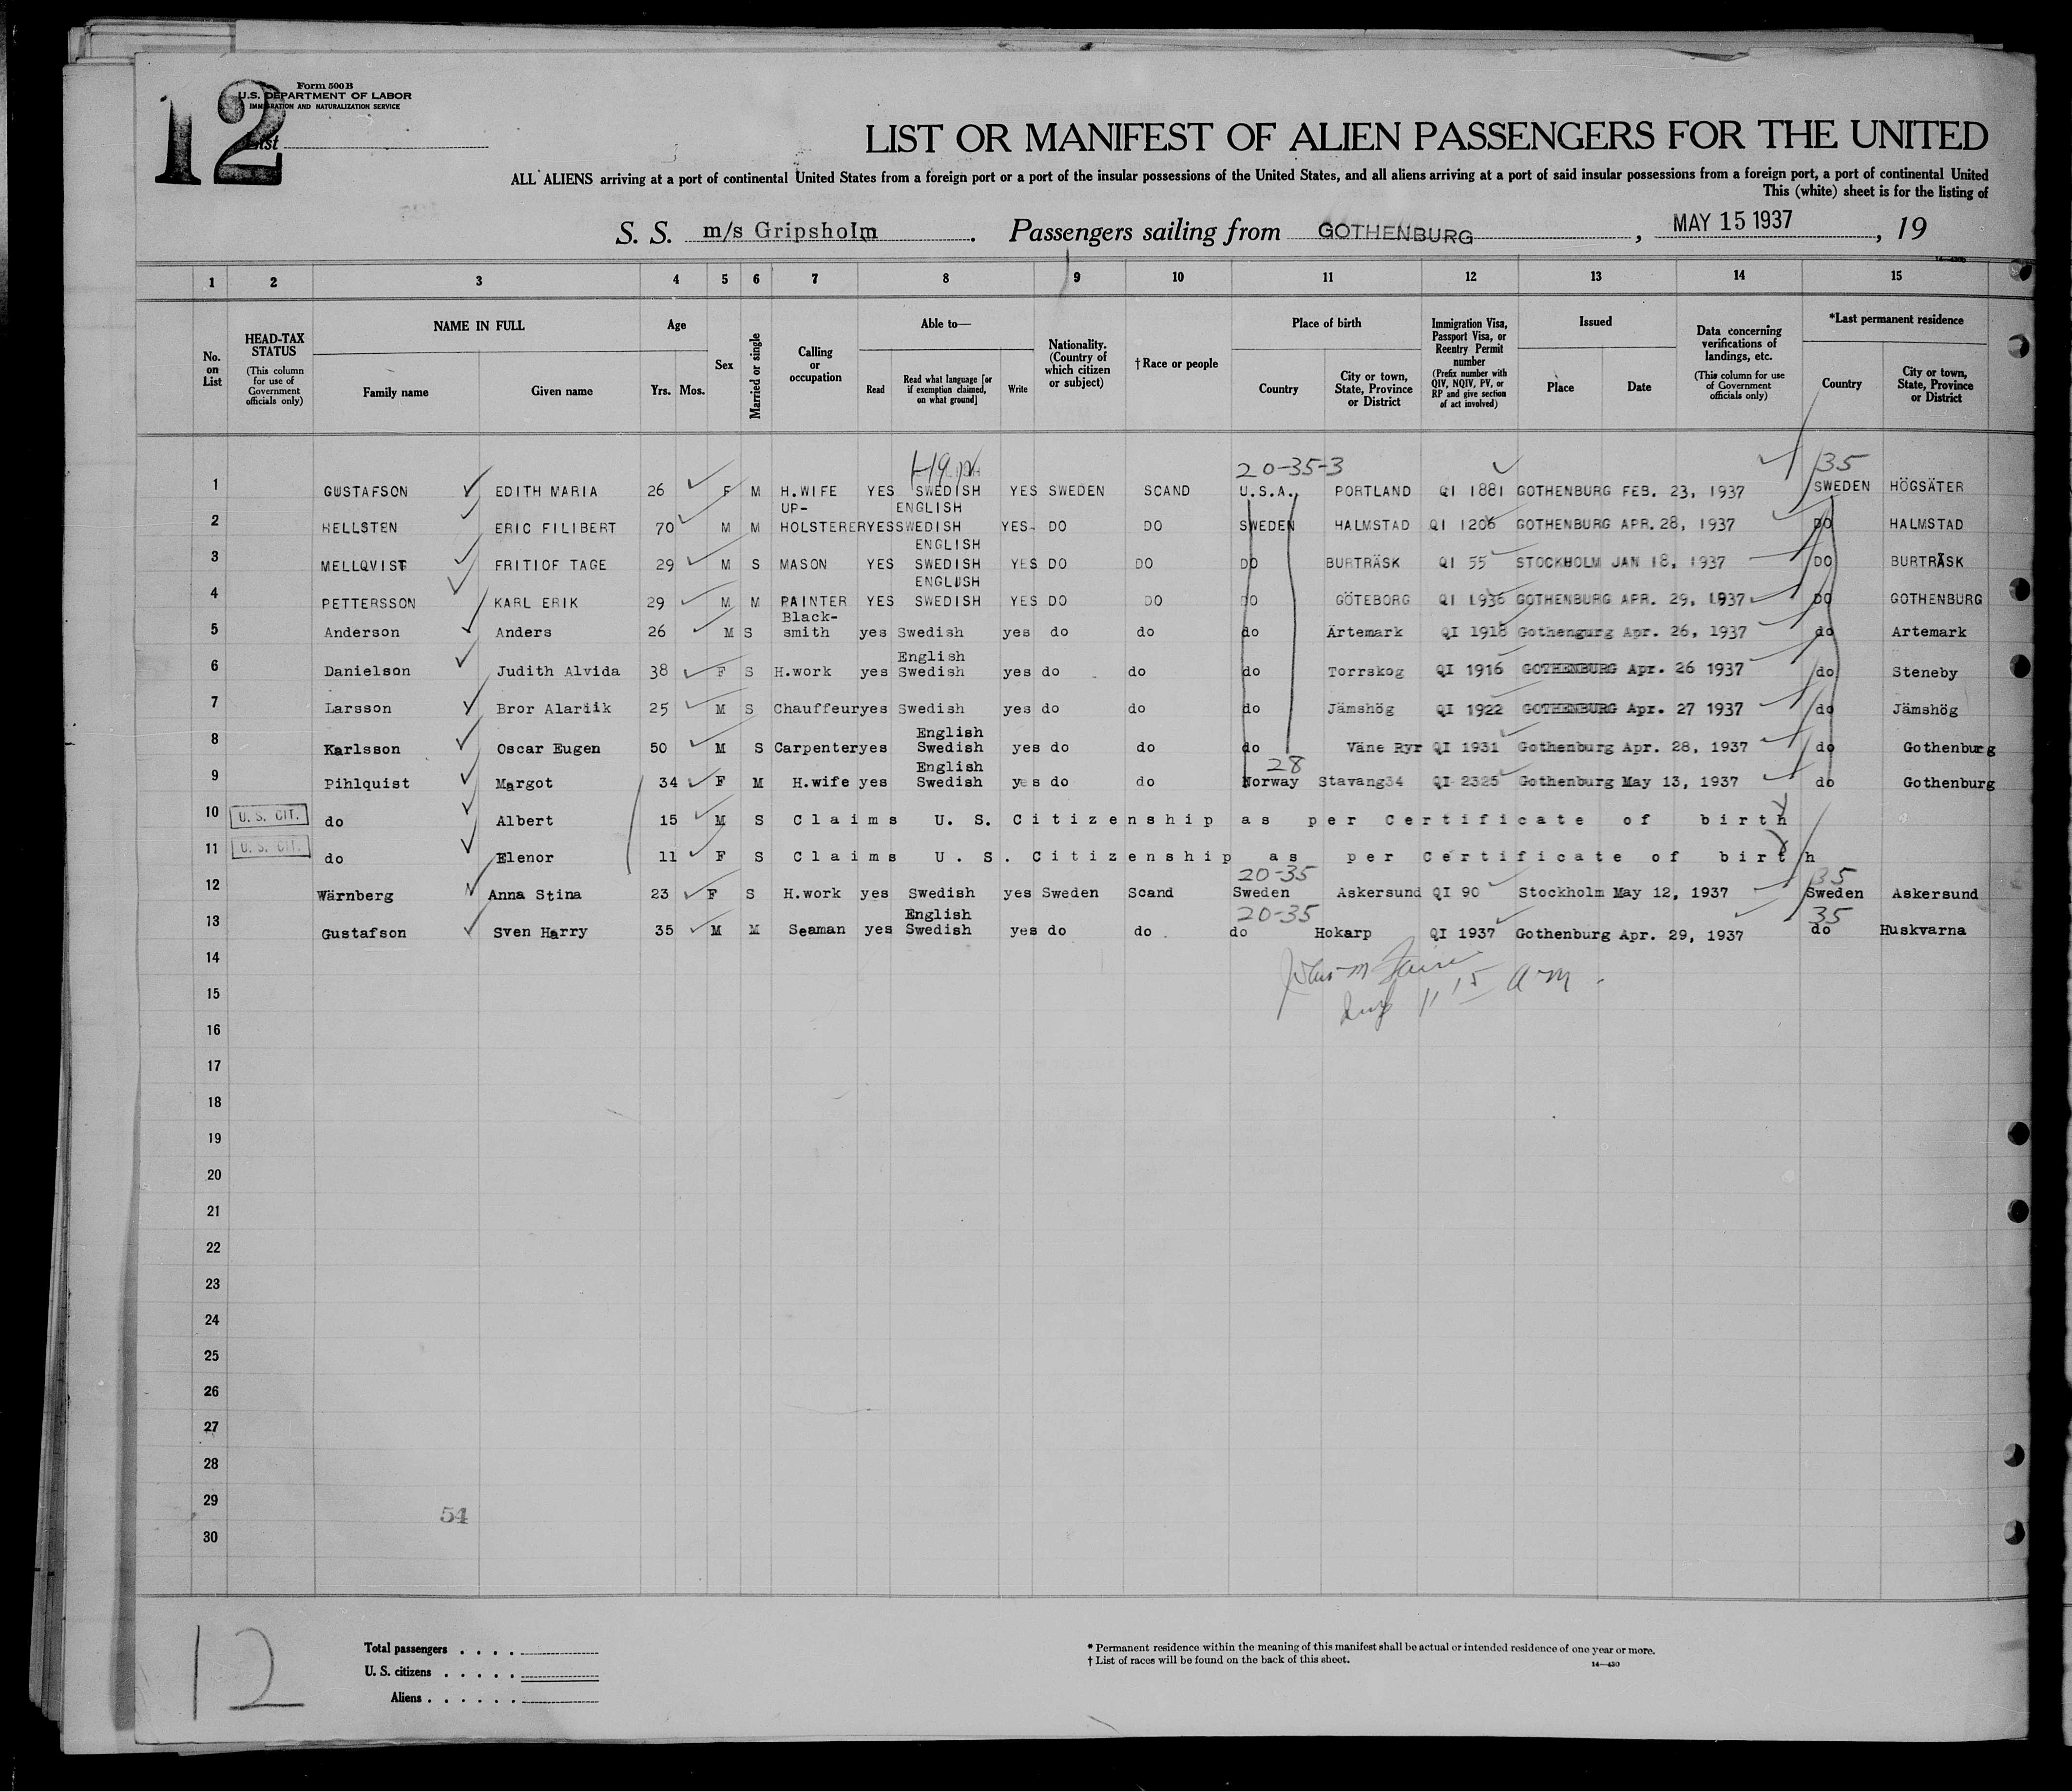 12
Form 500B
U.S. DEPARTMENT OF LABOR
IMMIGRATION AND NATURALIZATION SERVICE
List
LIST OR MANIFEST OF ALIEN PASSENGERS FOR THE UNITED
ALL ALIENS arriving at a port of continental United States from a foreign port or a port of the insular possessions of the United States, and all aliens arriving at a port of said insular possessions from a foreign port, a port of continental United
This (white) sheet is for the listing of
S. S. m/s Gripsholm. Passengers sailing from GOTHENBURG, MAY 15 1937, 19
1 2 3 4 5 6 7 8 9 10 11 12 13 14 15
No. on List
HEAD-TAX STATUS (This column for use of Government officials only)
NAME IN FULL
Family name Given name
Age
Yrs. Mos.
Sex
Married or single
Calling or occupation
Able to—
Read Read what language [or if exemption claimed, on what ground] Write
Nationality. (Country of which citizen or subject)
†Race or people
Place of birth
Country City or town, State, Province or District
Immigration Visa, Passport Visa, or Reentry Permit number (Prefix number with QIV, NQIV, PV, or RP and give section of act involved)
Issued
Place Date
Data concerning verifications of landings, etc. (This column for use of Government officials only)
*Last permanent residence
Country City or town, State, Province or District
20-35-3 35
1 GUSTAFSON EDITH MARIA 26 F M H.WIFE YES SWEDISH YES SWEDEN SCAND U.S.A. PORTLAND QI 1881 GOTHENBURG FEB. 23, 1937 SWEDEN HÖGSÄTER
UP- ENGLISH
2 HELLSTEN ERIC FILIBERT 70 M M HOLSTERER YES SWEDISH YES DO DO SWEDEN HALMSTAD QI 1206 GOTHENBURG APR. 28, 1937 DO HALMSTAD
ENGLISH
3 MELLQVIST FRITIOF TAGE 29 M S MASON YES SWEDISH YES DO DO DO BURTRÄSK QI 55 STOCKHOLM JAN 18, 1937 DO BURTRÄSK
ENGLISH
4 PETTERSSON KARL ERIK 29 M M PAINTER YES SWEDISH YES DO DO DO GÖTEBORG QI 1936 GOTHENBURG APR. 29, 1937 DO GOTHENBURG
Black-
5 Anderson Anders 26 M S smith yes Swedish yes do do do Ärtemark QI 1918 Gothengurg Apr. 26, 1937 do Artemark
English
6 Danielson Judith Alvida 38 F S H.work yes Swedish yes do do do Torrskog QI 1916 GOTHENBURG Apr. 26 1937 do Steneby
7 Larsson Bror Alariik 25 M S Chauffeur yes Swedish yes do do do Jämshög QI 1922 GOTHENBURG Apr. 27 1937 do Jämshög
English
8 Karlsson Oscar Eugen 50 M S Carpenter yes Swedish yes do do do Väne Ryr QI 1931 Gothenburg Apr. 28, 1937 do Gothenburg
English 28
9 Pihlquist Margot 34 F M H.wife yes Swedish yes do do Norway Stavang34 QI 2325 Gothenburg May 13, 1937 do Gothenburg
10 U. S. CIT. do Albert 15 M S Claims U. S. Citizenship as per Certificate of birth
11 U. S. CIT. do Elenor 11 F S Claims U. S. Citizenship as per Certificate of birth
20-35 35
12 Wärnberg Anna Stina 23 F S H.work yes Swedish yes Sweden Scand Sweden Askersund QI 90 Stockholm May 12, 1937 Sweden Askersund
English 20-35 35
13 Gustafson Sven Harry 35 M M Seaman yes Swedish yes do do do Hokarp QI 1937 Gothenburg Apr. 29, 1937 do Huskvarna
14
15
11 15 A M.
16
17
18
19
20
21
22
23
24
25
26
27
28
29
54
30
12
Total passengers
U. S. citizens
Aliens
* Permanent residence within the meaning of this manifest shall be actual or intended residence of one year or more.
† List of races will be found on the back of this sheet.
14—430